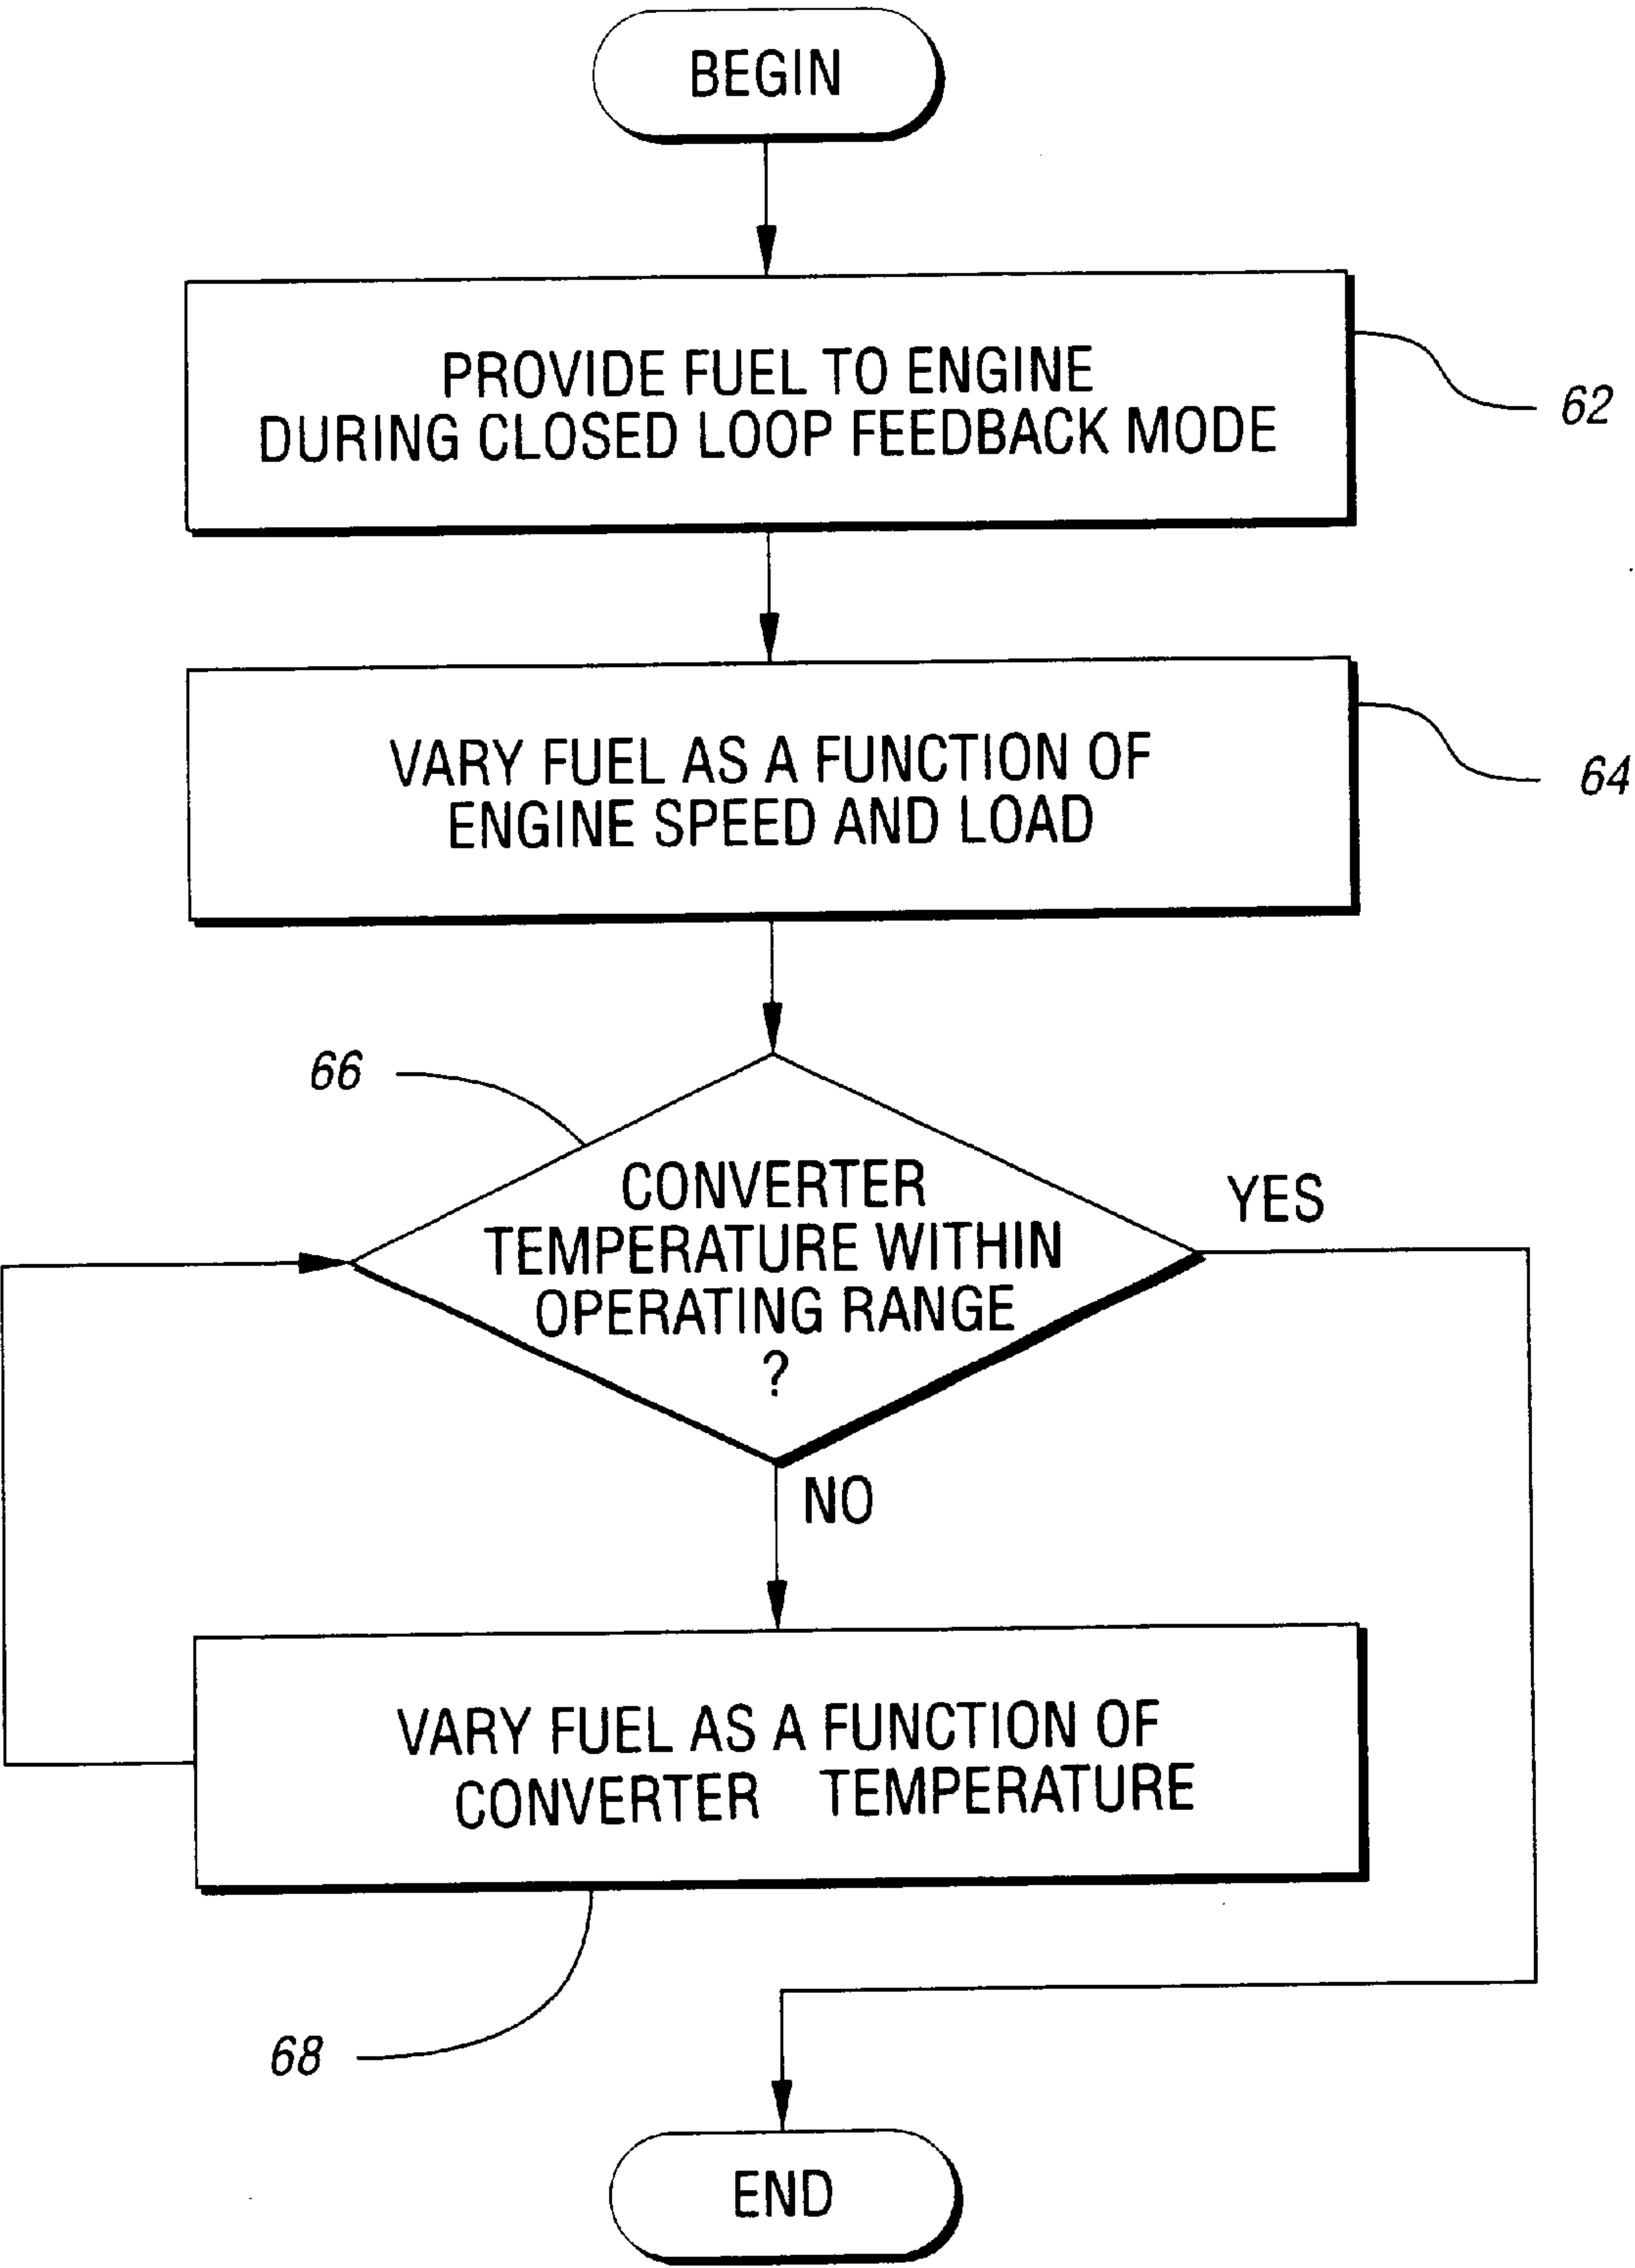 BEGIN
PROVIDE FUEL TO ENGINE
DURING CLOSED LOOP FEEDBACK MODE
62
VARY FUEL AS A FUNCTION OF
ENGINE SPEED AND LOAD
64
66
CONVERTER
TEMPERATURE WITHIN
OPERATING RANGE
?
YES
NO
VARY FUEL AS A FUNCTION OF
CONVERTER TEMPERATURE
68
END